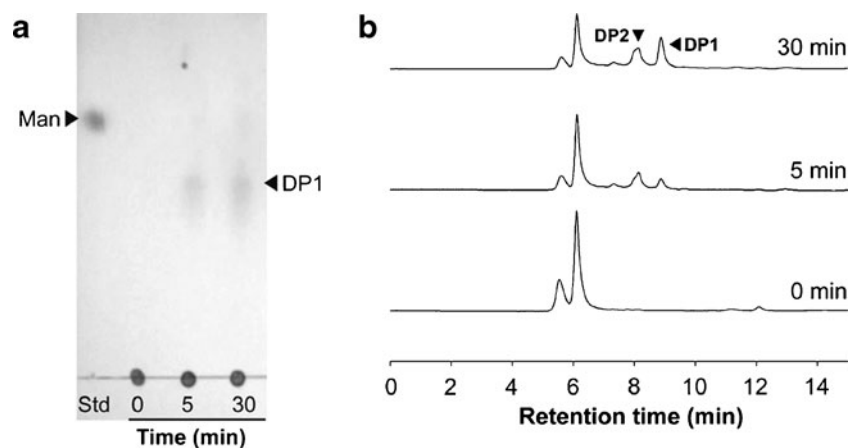 a
Man
DP1
Std 0 5 30
Time (min)
b
DP2 DP1
30 min
5 min
0 min
0 2 4 6 8 10 12 14
Retention time (min)